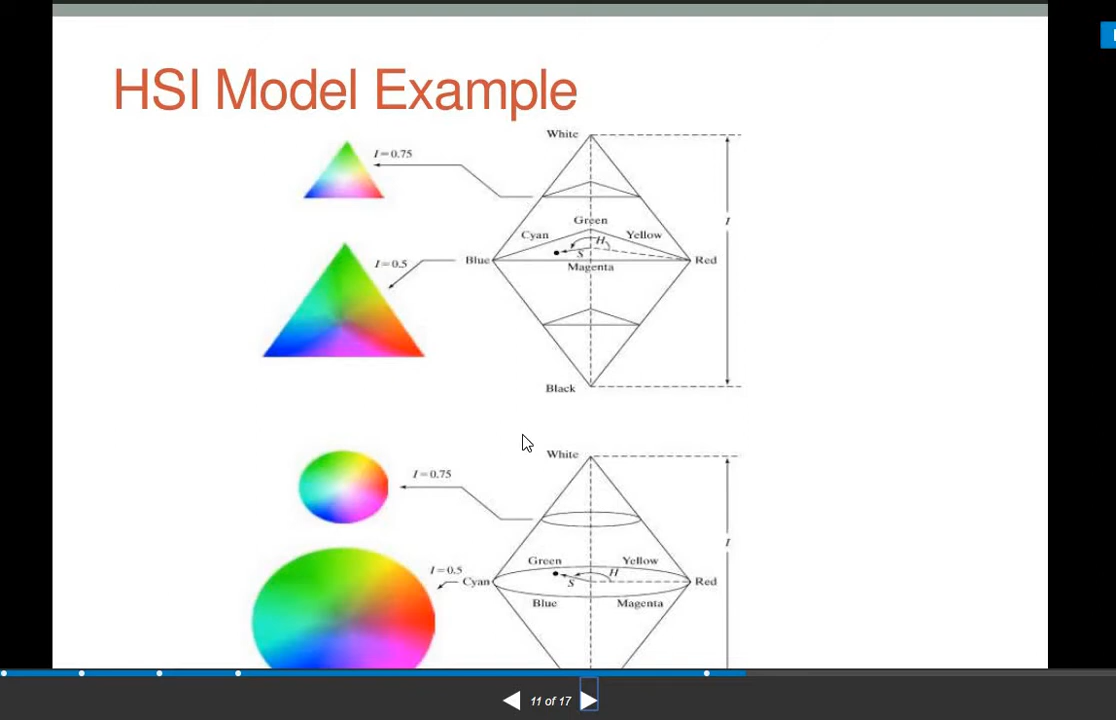 HSI Model Example
White
I=0.75
I
Green
Cyan
Yellow
H
S
I=0.5
Blue
Magenta
Red
Black
White
I=0.75
I
Green
Yellow
I=0.5
H
S
Cyan
Red
Blue
Magenta
11 of 17